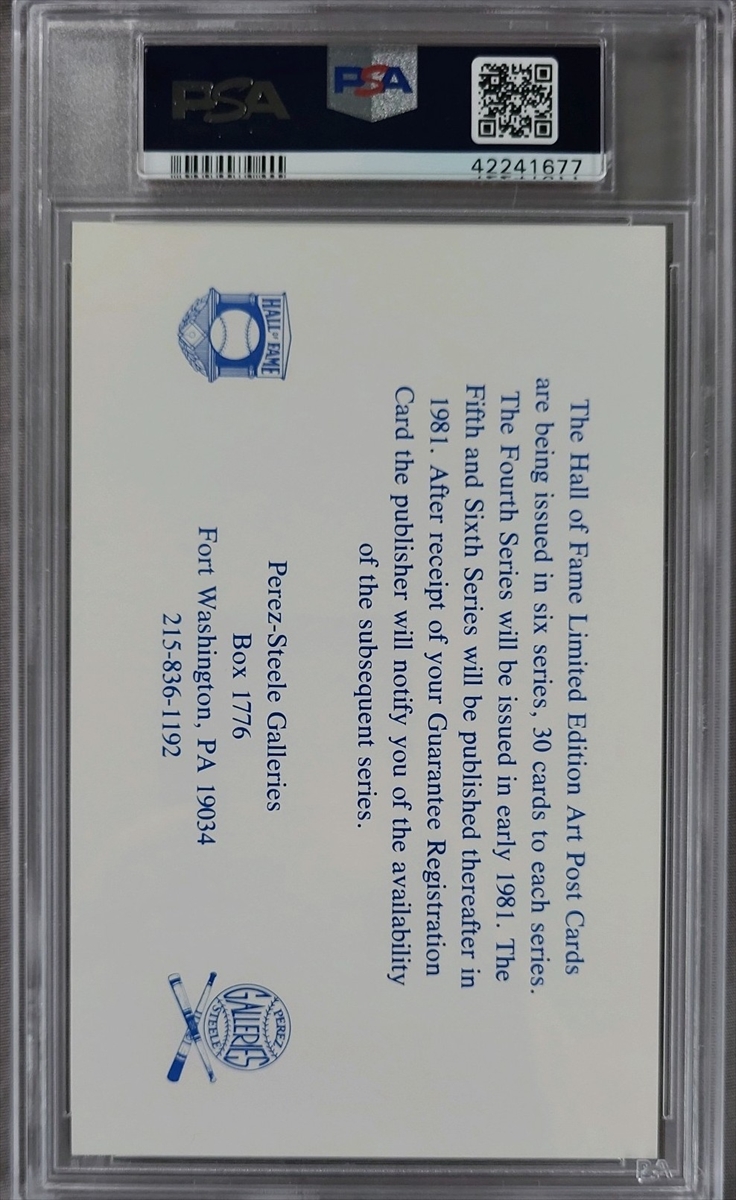 PSA
PSA
42241677
The Hall of Fame Limited Edition Art Post Cards
are being issued in six series, 30 cards to each series.
The Fourth Series will be issued in early 1981. The
Fifth and Sixth Series will be published thereafter in
1981. After receipt of your Guarantee Registration
Card the publisher will notify you of the availability
of the subsequent series.
HALL OF FAME
Perez-Steele Galleries
Box 1776
Fort Washington, PA 19034
215-836-1192
PEREZ
GALLERIES
STEELE